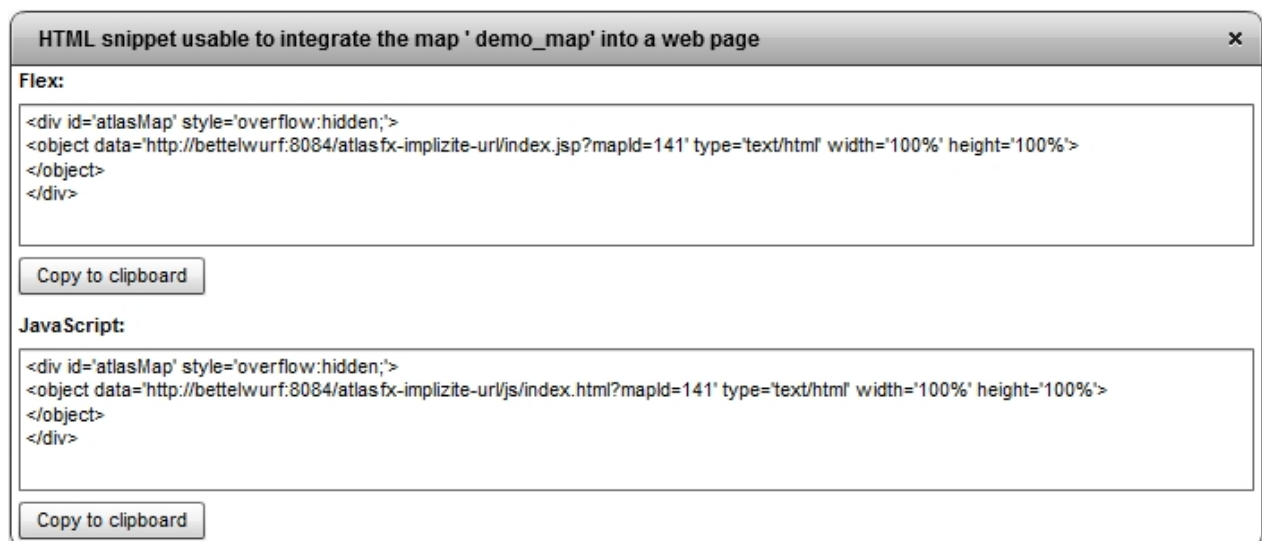 HTML snippet usable to integrate the map ' demo_map' into a web page ×
Flex:
<div id='atlasMap' style='overflow:hidden;'>
<object data='http://bettelwurf:8084/atlasfx-implizite-url/index.jsp?mapId=141' type='text/html' width='100%' height='100%'>
</object>
</div>
Copy to clipboard
JavaScript:
<div id='atlasMap' style='overflow:hidden;'>
<object data='http://bettelwurf:8084/atlasfx-implizite-url/js/index.html?mapId=141' type='text/html' width='100%' height='100%'>
</object>
</div>
Copy to clipboard